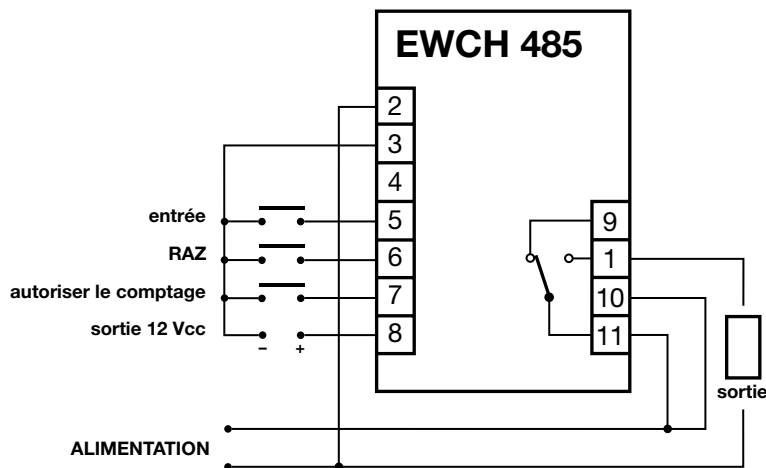 EWCH 485
2
3
4
5
6
7
8
9
1
10
11
entrée
RAZ
autoriser le comptage
sortie 12 Vcc
– +
sortie
ALIMENTATION